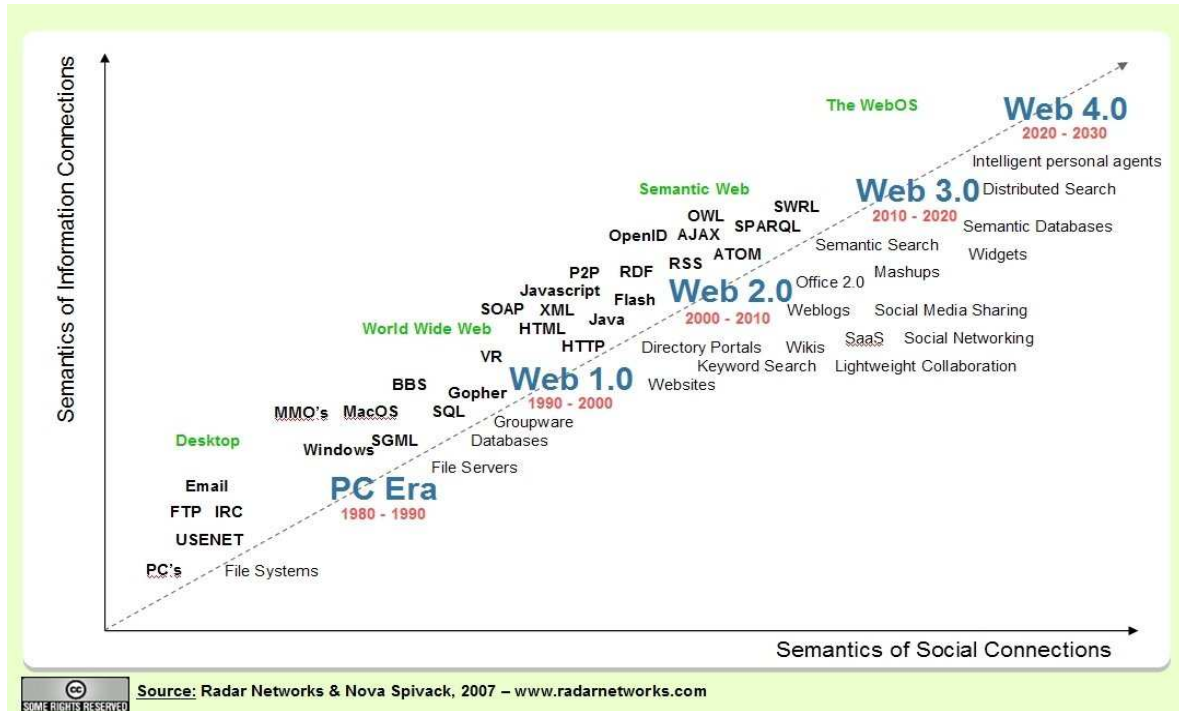 Semantics of Information Connections
The WebOS
Web 4.0
2020 - 2030
Intelligent personal agents
Semantic Web
Web 3.0
2010 - 2020
Distributed Search
SWRL
OWL
SPARQL
Semantic Databases
OpenID
AJAX
Semantic Search
ATOM
Widgets
RSS
P2P
RDF
Mashups
Javascript
Web 2.0
2000 - 2010
Office 2.0
Flash
SOAP
XML
Weblogs
Social Media Sharing
Java
World Wide Web
HTML
SaaS
Social Networking
HTTP
Directory Portals
Wikis
VR
Keyword Search
Lightweight Collaboration
Web 1.0
1990 - 2000
Websites
BBS
Gopher
MMO's
MacOS
SQL
Groupware
Desktop
Windows
SGML
Databases
File Servers
PC Era
1980 - 1990
Email
FTP
IRC
USENET
PC's
File Systems
Semantics of Social Connections
cc
SOME RIGHTS RESERVED
Source: Radar Networks & Nova Spivack, 2007 – www.radarnetworks.com